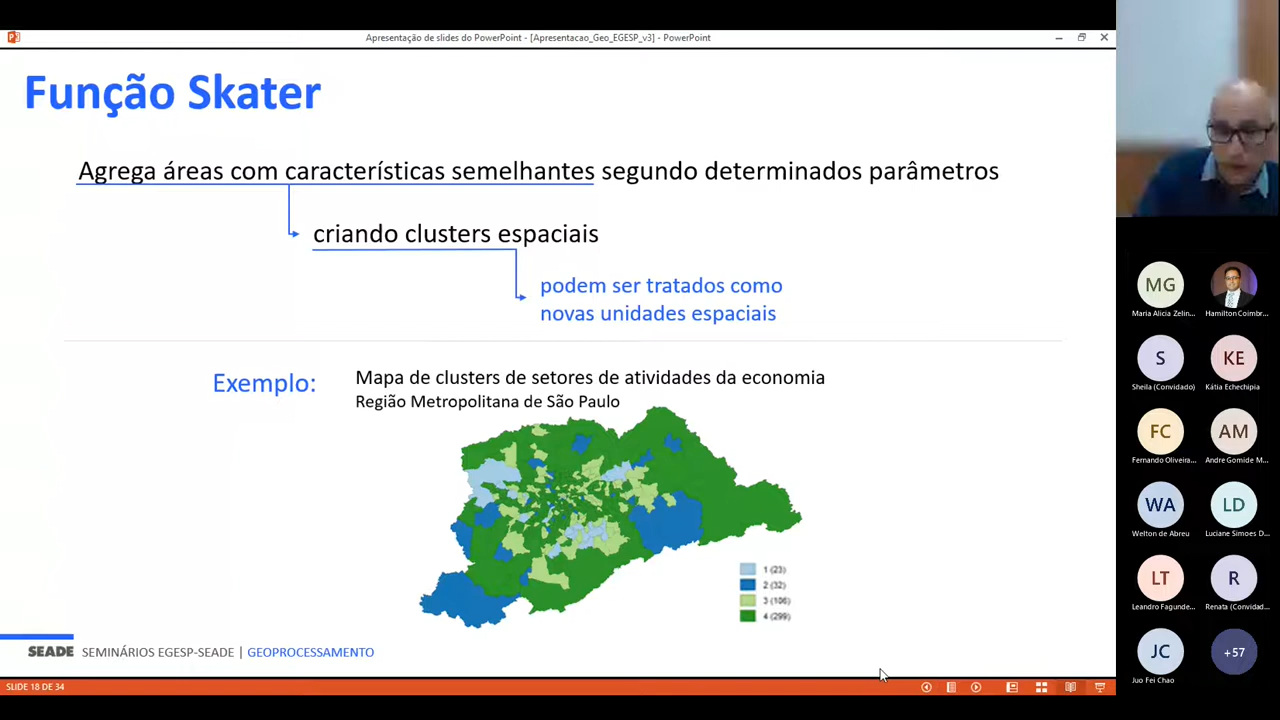 Apresentação de slides do PowerPoint - [Apresentacao_Geo_EGESP_v3] - PowerPoint
Função Skater
Agrega áreas com características semelhantes segundo determinados parâmetros
criando clusters espaciais
podem ser tratados como
novas unidades espaciais
Exemplo:
Mapa de clusters de setores de atividades da economia
Região Metropolitana de São Paulo
1 (23)
2 (32)
3 (106)
4 (299)
SEADE SEMINÁRIOS EGESP-SEADE | GEOPROCESSAMENTO
SLIDE 18 DE 34
MG
Maria Alicia Zelin...
Hamilton Coimbr...
S
Sheila (Convidado)
KE
Kátia Echechipia
FC
Fernando Oliveira...
AM
Andre Gomide M...
WA
Welton de Abreu
LD
Luciane Simoes D...
LT
Leandro Fagunde...
R
Renata (Convidad...
JC
Juo Fei Chao
+57